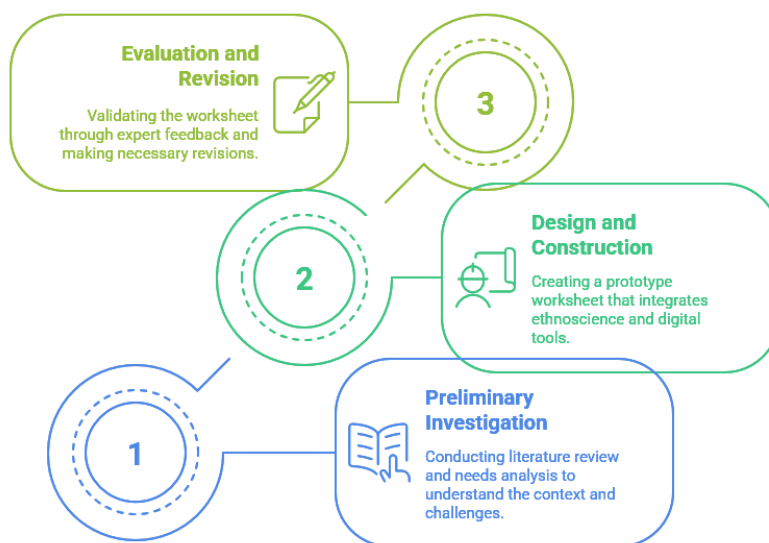 Evaluation and
Revision
Validating the worksheet
through expert feedback and
making necessary revisions.
3
2
Design and
Construction
Creating a prototype
worksheet that integrates
ethnoscience and digital
tools.
1
Preliminary
Investigation
Conducting literature review
and needs analysis to
understand the context and
challenges.